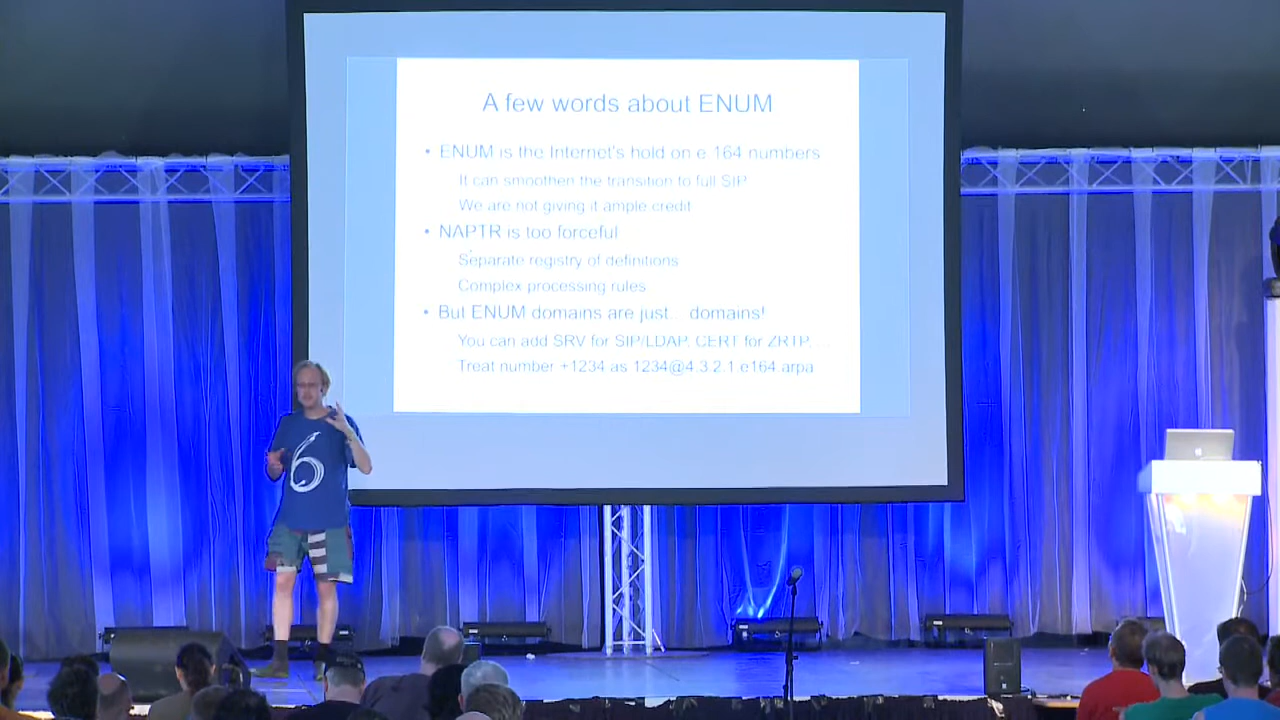 A few words about ENUM
• ENUM is the Internet's hold on e.164 numbers
It can smoothen the transition to full SIP
We are not giving it ample credit
• NAPTR is too forceful
Separate registry of definitions
Complex processing rules
• But ENUM domains are just... domains!
You can add SRV for SIP/LDAP, CERT for ZRTP, ...
Treat number +1234 as 1234@4.3.2.1.e164.arpa
6